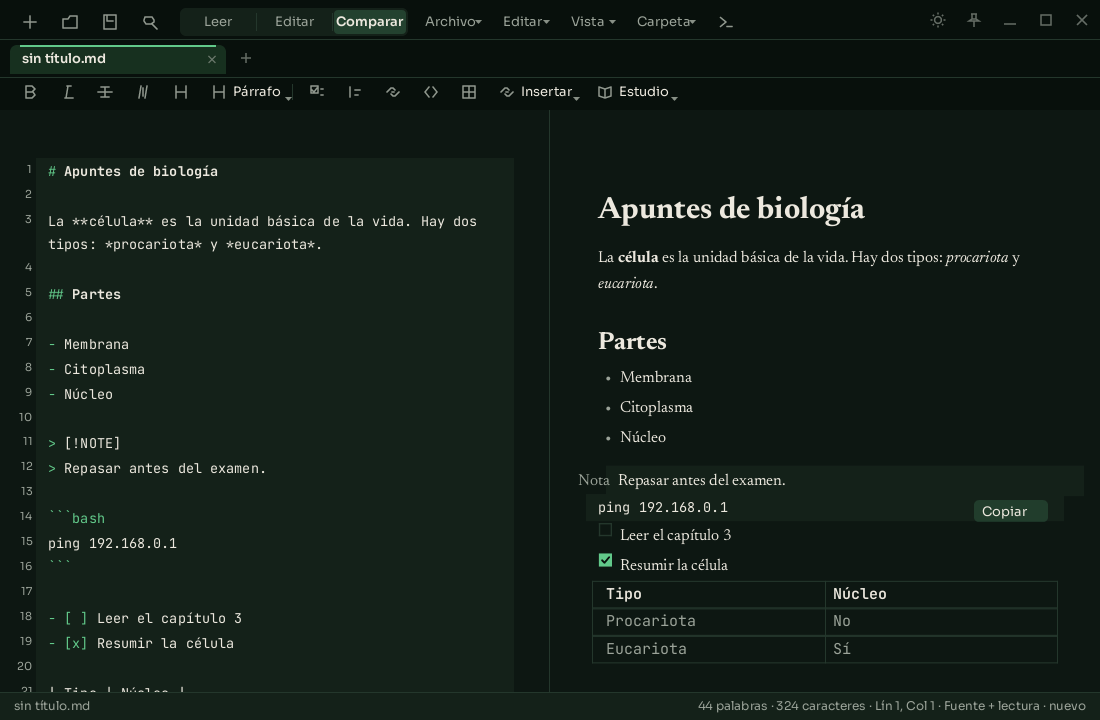 Leer Editar Comparar Archivo Editar Vista Carpeta
sin título.md
Párrafo Insertar Estudio
1 # Apuntes de biología
2
3 La **célula** es la unidad básica de la vida. Hay dos
tipos: *procariota* y *eucariota*.
4
5 ## Partes
6
7 - Membrana
8 - Citoplasma
9 - Núcleo
10
11 > [!NOTE]
12 > Repasar antes del examen.
13
14 ```bash
15 ping 192.168.0.1
16 ```
17
18 - [ ] Leer el capítulo 3
19 - [x] Resumir la célula
20
21 | Tipo | Núcleo |
Apuntes de biología
La célula es la unidad básica de la vida. Hay dos tipos: procariota y
eucariota.
Partes
• Membrana
• Citoplasma
• Núcleo
Nota Repasar antes del examen.
ping 192.168.0.1 Copiar
Leer el capítulo 3
Resumir la célula
Tipo Núcleo
Procariota No
Eucariota Sí
sin título.md 44 palabras · 324 caracteres · Lín 1, Col 1 · Fuente + lectura · nuevo